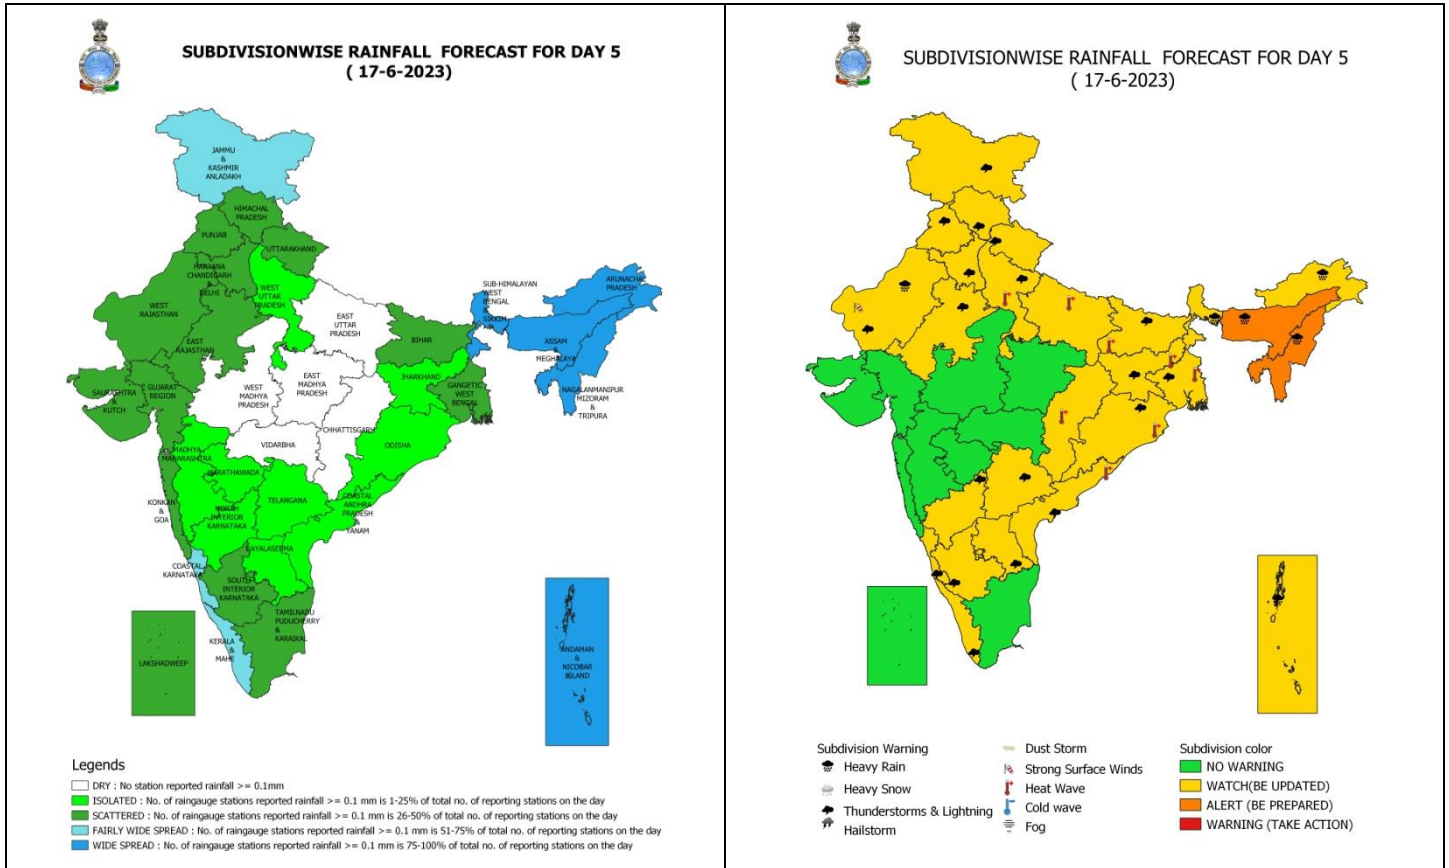 SUBDIVISIONWISE RAINFALL FORECAST FOR DAY 5
( 17-6-2023)
JAMMU
&
KASHMIR
ANLADAKH
HIMACHAL
PRADESH
PUNJAB
UTTARAKHAND
HARYANA
CHANDIGARH
&
DELHI
WEST
UTTAR
PRADESH
WEST
RAJASTHAN
EAST
RAJASTHAN
EAST
UTTAR
PRADESH
SUB-HIMALAYAN
WEST
BENGAL
&
SIKKIM
ARUNACHAL
PRADESH
BIHAR
ASSAM
&
MEGHALAYA
NAGALANMANIPUR
MIZORAM
&
TRIPURA
JHARKHAND
GANGETIC
WEST
BENGAL
SAURASHTRA
&
KUTCH
GUJARAT
REGION
WEST
MADHYA
PRADESH
EAST
MADHYA
PRADESH
CHHATTISGARH
VIDARBHA
ODISHA
MADHYA
MAHARASHTRA
MARATHAWADA
TELANGANA
KONKAN
&
GOA
NORTH
INTERIOR
KARNATAKA
COASTAL
ANDHRA
PRADESH
&
YANAM
RAYALASEEMA
COASTAL
KARNATAKA
SOUTH
INTERIOR
KARNATAKA
TAMILNADU
PUDUCHERRY
&
KARAIKAL
KERALA
&
MAHE
LAKSHADWEEP
ANDAMAN
&
NICOBAR
ISLAND
Legends
DRY : No station reported rainfall >= 0.1mm
ISOLATED : No. of raingauge stations reported rainfall >= 0.1 mm is 1-25% of total no. of reporting stations on the day
SCATTERED : No. of raingauge stations reported rainfall >= 0.1 mm is 26-50% of total no. of reporting stations on the day
FAIRLY WIDE SPREAD : No. of raingauge stations reported rainfall >= 0.1 mm is 51-75% of total no. of reporting stations on the day
WIDE SPREAD : No. of raingauge stations reported rainfall >= 0.1 mm is 75-100% of total no. of reporting stations on the day
SUBDIVISIONWISE RAINFALL FORECAST FOR DAY 5
( 17-6-2023)
Subdivision Warning
Heavy Rain
Heavy Snow
Thunderstorms & Lightning
Hailstorm
Dust Storm
Strong Surface Winds
Heat Wave
Cold wave
Fog
Subdivision color
NO WARNING
WATCH(BE UPDATED)
ALERT (BE PREPARED)
WARNING (TAKE ACTION)